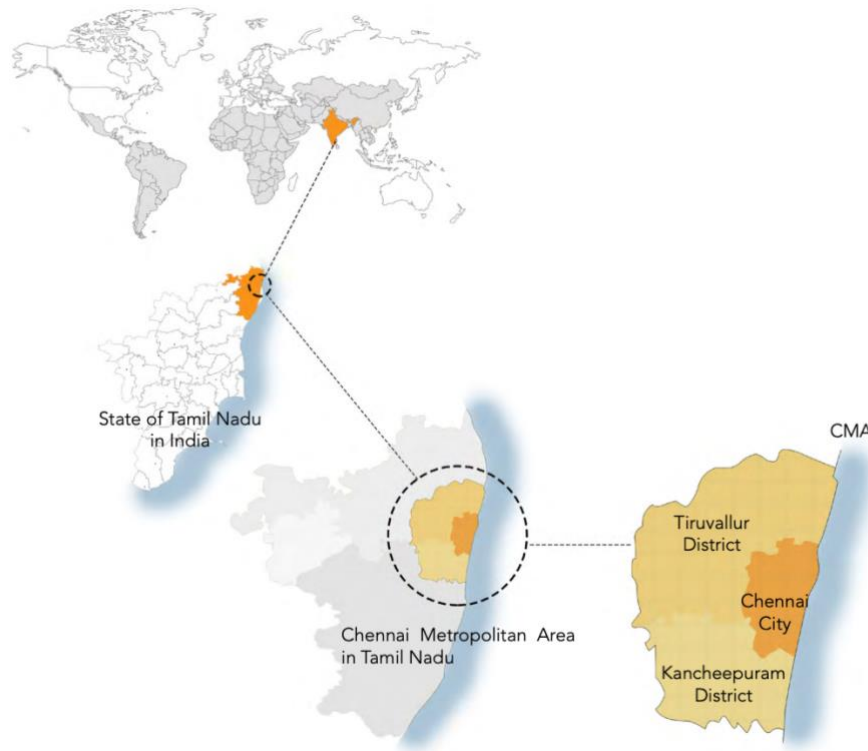 State of Tamil Nadu
in India
Chennai Metropolitan Area
in Tamil Nadu
CMA
Tiruvallur
District
Chennai
City
Kancheepuram
District